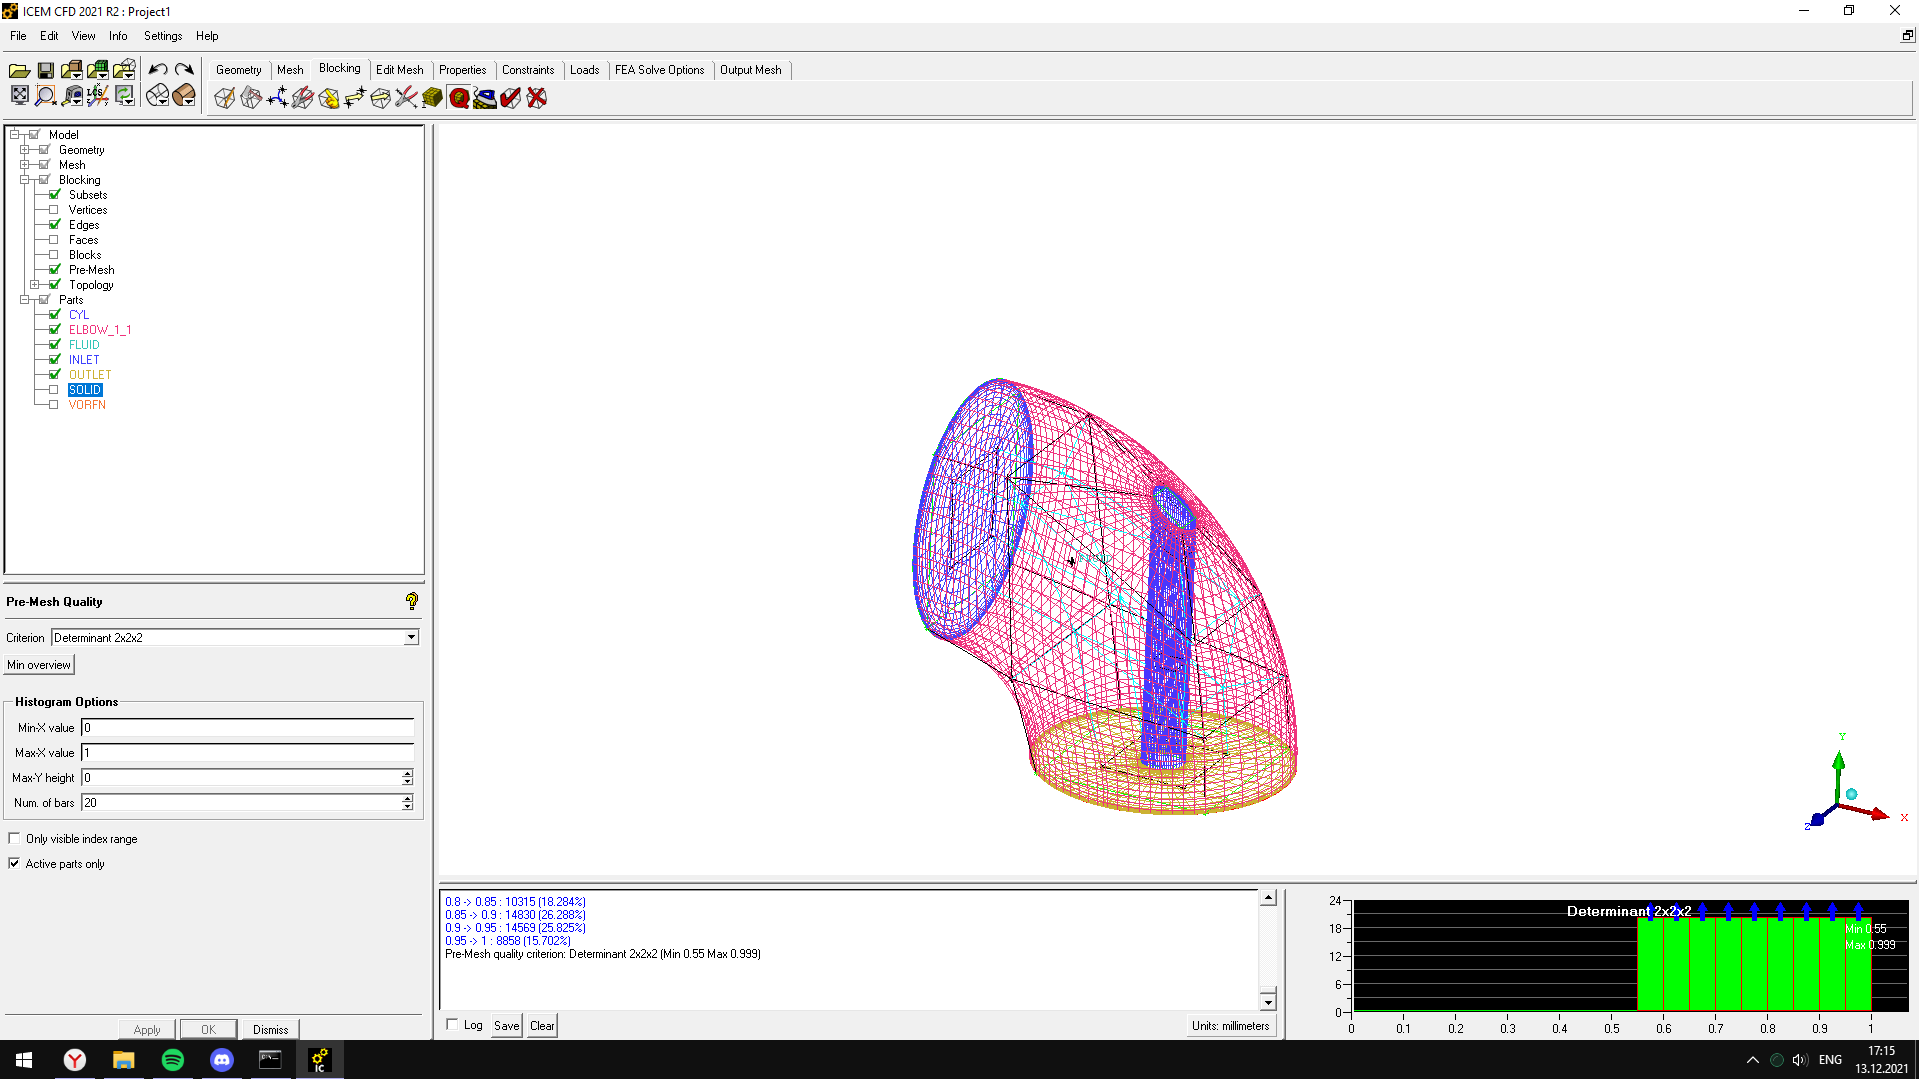 ICEM CFD 2021 R2 : Project1
File Edit View Info Settings Help
Geometry Mesh Blocking Edit Mesh Properties Constraints Loads FEA Solve Options Output Mesh
LCS
Model
Geometry
Mesh
Blocking
Subsets
Vertices
Edges
Faces
Blocks
Pre-Mesh
Topology
Parts
CYL
ELBOW_1_1
FLUID
INLET
OUTLET
SOLID
VORFN
Pre-Mesh Quality
Criterion Determinant 2x2x2
Min overview
Histogram Options
Min-X value 0
Max-X value 1
Max-Y height 0
Num. of bars 20
Only visible index range
Active parts only
Apply OK Dismiss
Y
X
Z
0.8 -> 0.85 : 10315 (18.284%)
0.85 -> 0.9 : 14830 (26.288%)
0.9 -> 0.95 : 14569 (25.825%)
0.95 -> 1 : 8858 (15.702%)
Pre-Mesh quality criterion: Determinant 2x2x2 (Min 0.55 Max 0.999)
Log Save Clear
Units: millimeters
Determinant 2x2x2
Min 0.55
Max 0.999
24
18
12
6
0
0 0.1 0.2 0.3 0.4 0.5 0.6 0.7 0.8 0.9 1
IC
ENG
17:15
13.12.2021